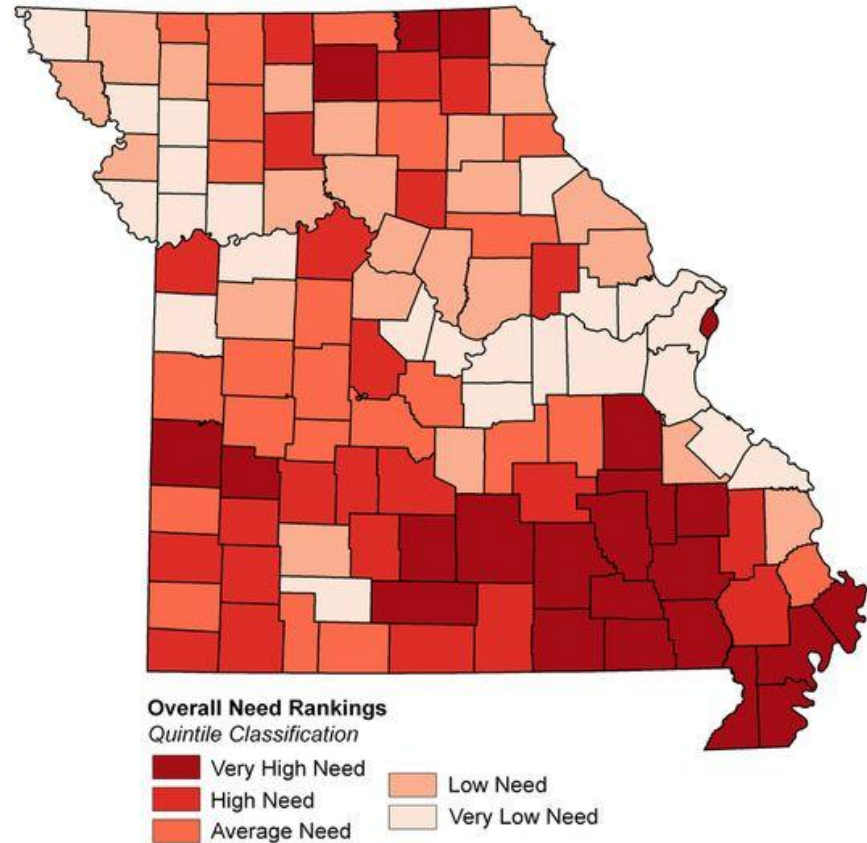 Overall Need Rankings
Quintile Classification
Very High Need
High Need
Average Need
Low Need
Very Low Need